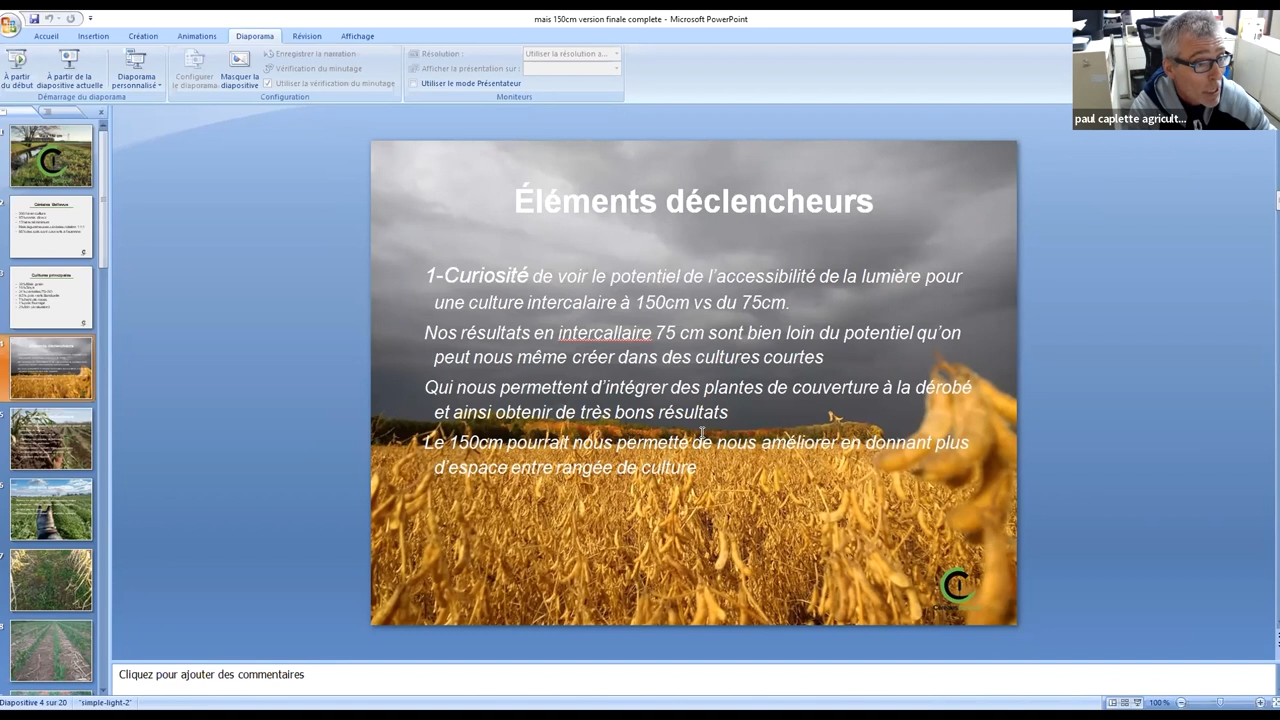 mais 150cm version finale complete - Microsoft PowerPoint
Accueil Insertion Création Animations Diaporama Révision Affichage
À partir du début
À partir de la diapositive actuelle
Diaporama personnalisé
Démarrage du diaporama
Configurer le diaporama
Masquer la diapositive
Enregistrer la narration
Vérification du minutage
Utiliser la vérification du minutage
Configuration
Résolution : Utiliser la résolution a...
Afficher la présentation sur :
Utiliser le mode Présentateur
Moniteurs
paul caplette agricult...
Cultures principales
Éléments déclencheurs
1-Curiosité de voir le potentiel de l'accessibilité de la lumière pour
une culture intercalaire à 150cm vs du 75cm.
Nos résultats en intercallaire 75 cm sont bien loin du potentiel qu'on
peut nous même créer dans des cultures courtes
Qui nous permettent d'intégrer des plantes de couverture à la dérobé
et ainsi obtenir de très bons résultats
Le 150cm pourrait nous permette de nous améliorer en donnant plus
d'espace entre rangée de culture
Cliquez pour ajouter des commentaires
Diapositive 4 sur 20 "simple-light-2" 100 %